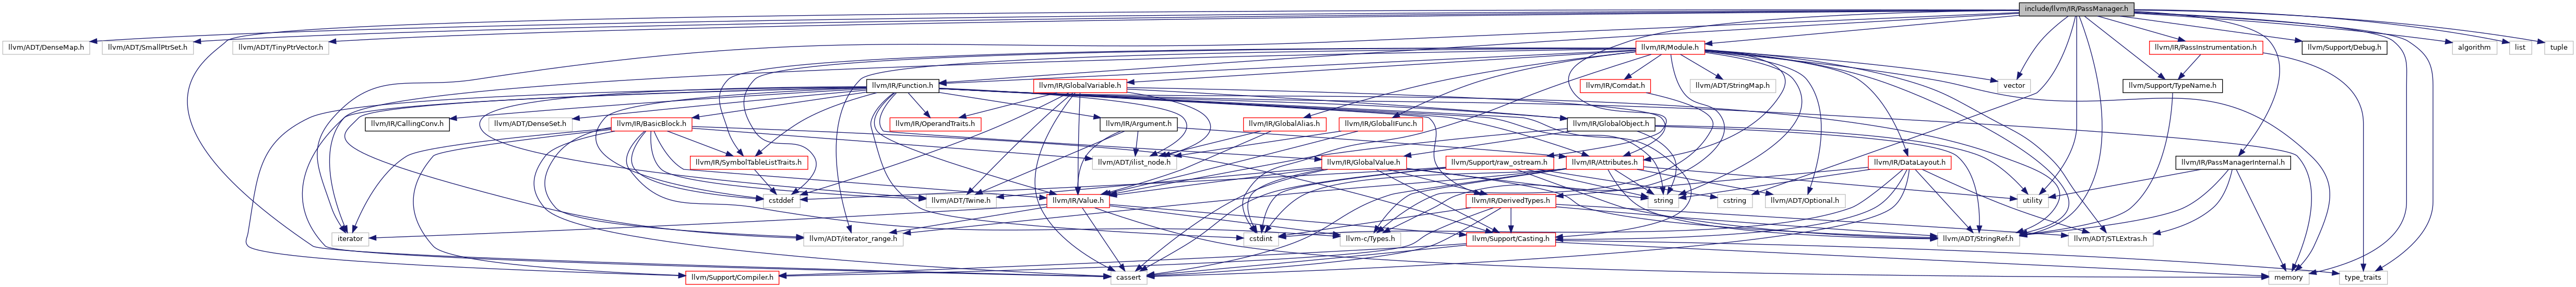 include/llvm/IR/PassManager.h
llvm/ADT/DenseMap.h
llvm/ADT/SmallPtrSet.h
llvm/ADT/TinyPtrVector.h
llvm/IR/Module.h
llvm/IR/PassInstrumentation.h
llvm/Support/Debug.h
algorithm
list
tuple
llvm/IR/Function.h
llvm/IR/GlobalVariable.h
llvm/IR/Comdat.h
llvm/ADT/StringMap.h
vector
llvm/Support/TypeName.h
llvm/IR/CallingConv.h
llvm/ADT/DenseSet.h
llvm/IR/BasicBlock.h
llvm/IR/OperandTraits.h
llvm/IR/Argument.h
llvm/IR/GlobalAlias.h
llvm/IR/GlobalIFunc.h
llvm/IR/GlobalObject.h
llvm/IR/SymbolTableListTraits.h
llvm/ADT/ilist_node.h
llvm/IR/GlobalValue.h
llvm/Support/raw_ostream.h
llvm/IR/Attributes.h
llvm/IR/DataLayout.h
llvm/IR/PassManagerInternal.h
cstddef
llvm/ADT/Twine.h
llvm/IR/Value.h
llvm/IR/DerivedTypes.h
string
cstring
llvm/ADT/Optional.h
utility
iterator
llvm/ADT/iterator_range.h
cstdint
llvm-c/Types.h
llvm/Support/Casting.h
llvm/ADT/StringRef.h
llvm/ADT/STLExtras.h
llvm/Support/Compiler.h
cassert
memory
type_traits